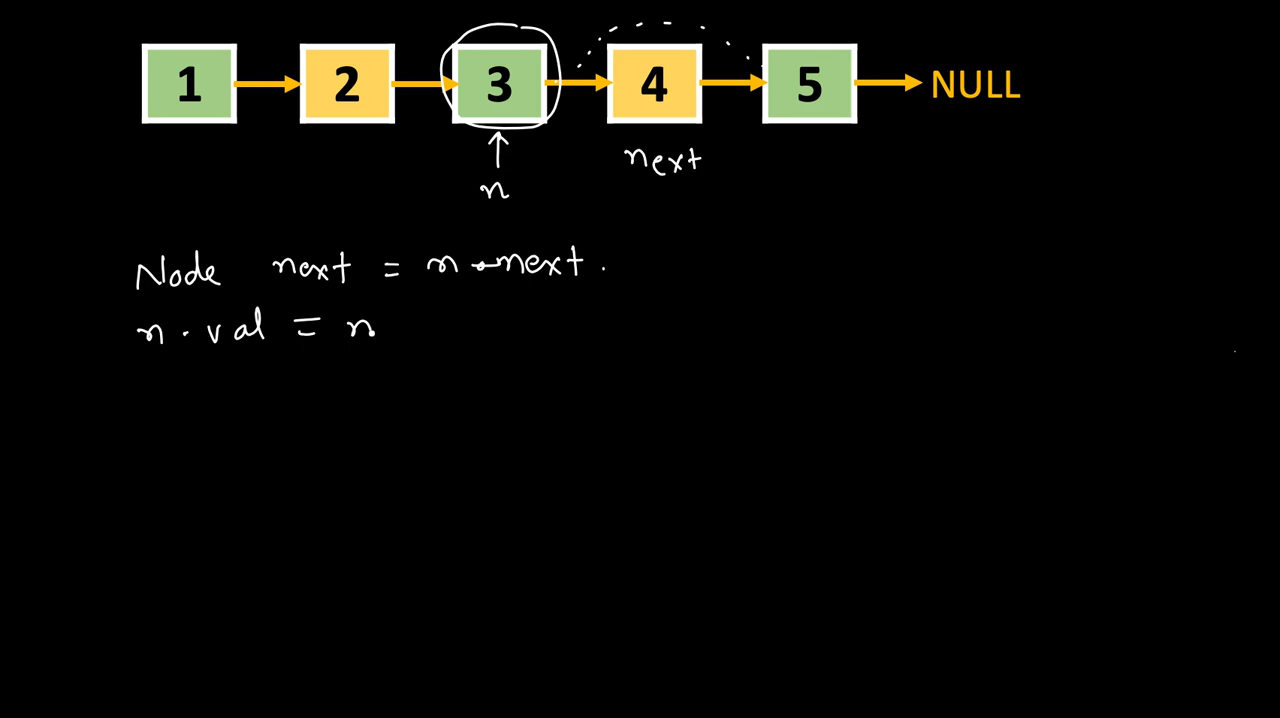 1 2 3 4 5 NULL
next
n
Node next = n.next.
n.val = n